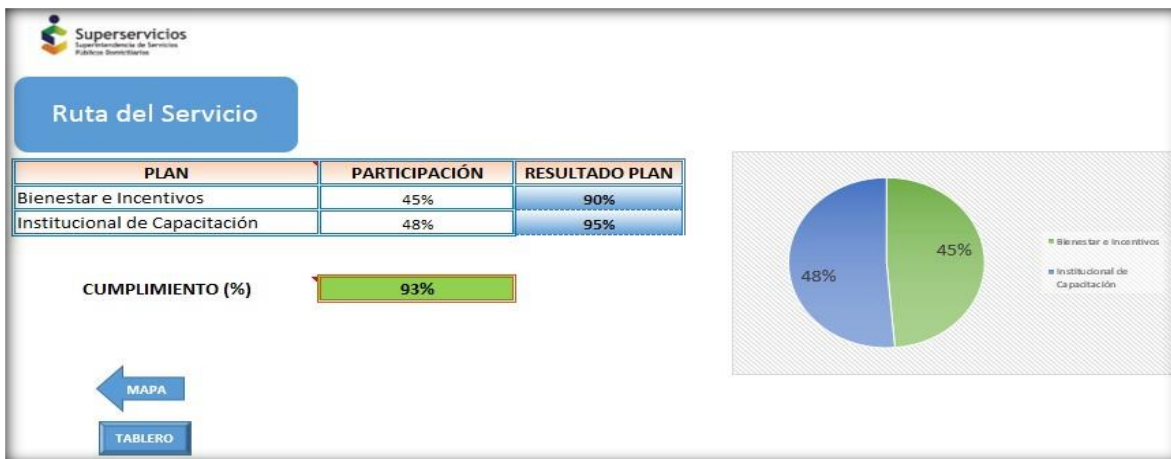 Superservicios
Superintendencia de Servicios
Públicos Domiciliarios
Ruta del Servicio
PLAN PARTICIPACIÓN RESULTADO PLAN
Bienestar e Incentivos 45% 90%
Institucional de Capacitación 48% 95%
CUMPLIMIENTO (%) 93%
45%
48%
Bienestar e Incentivos
Institucional de
Capacitación
MAPA
TABLERO